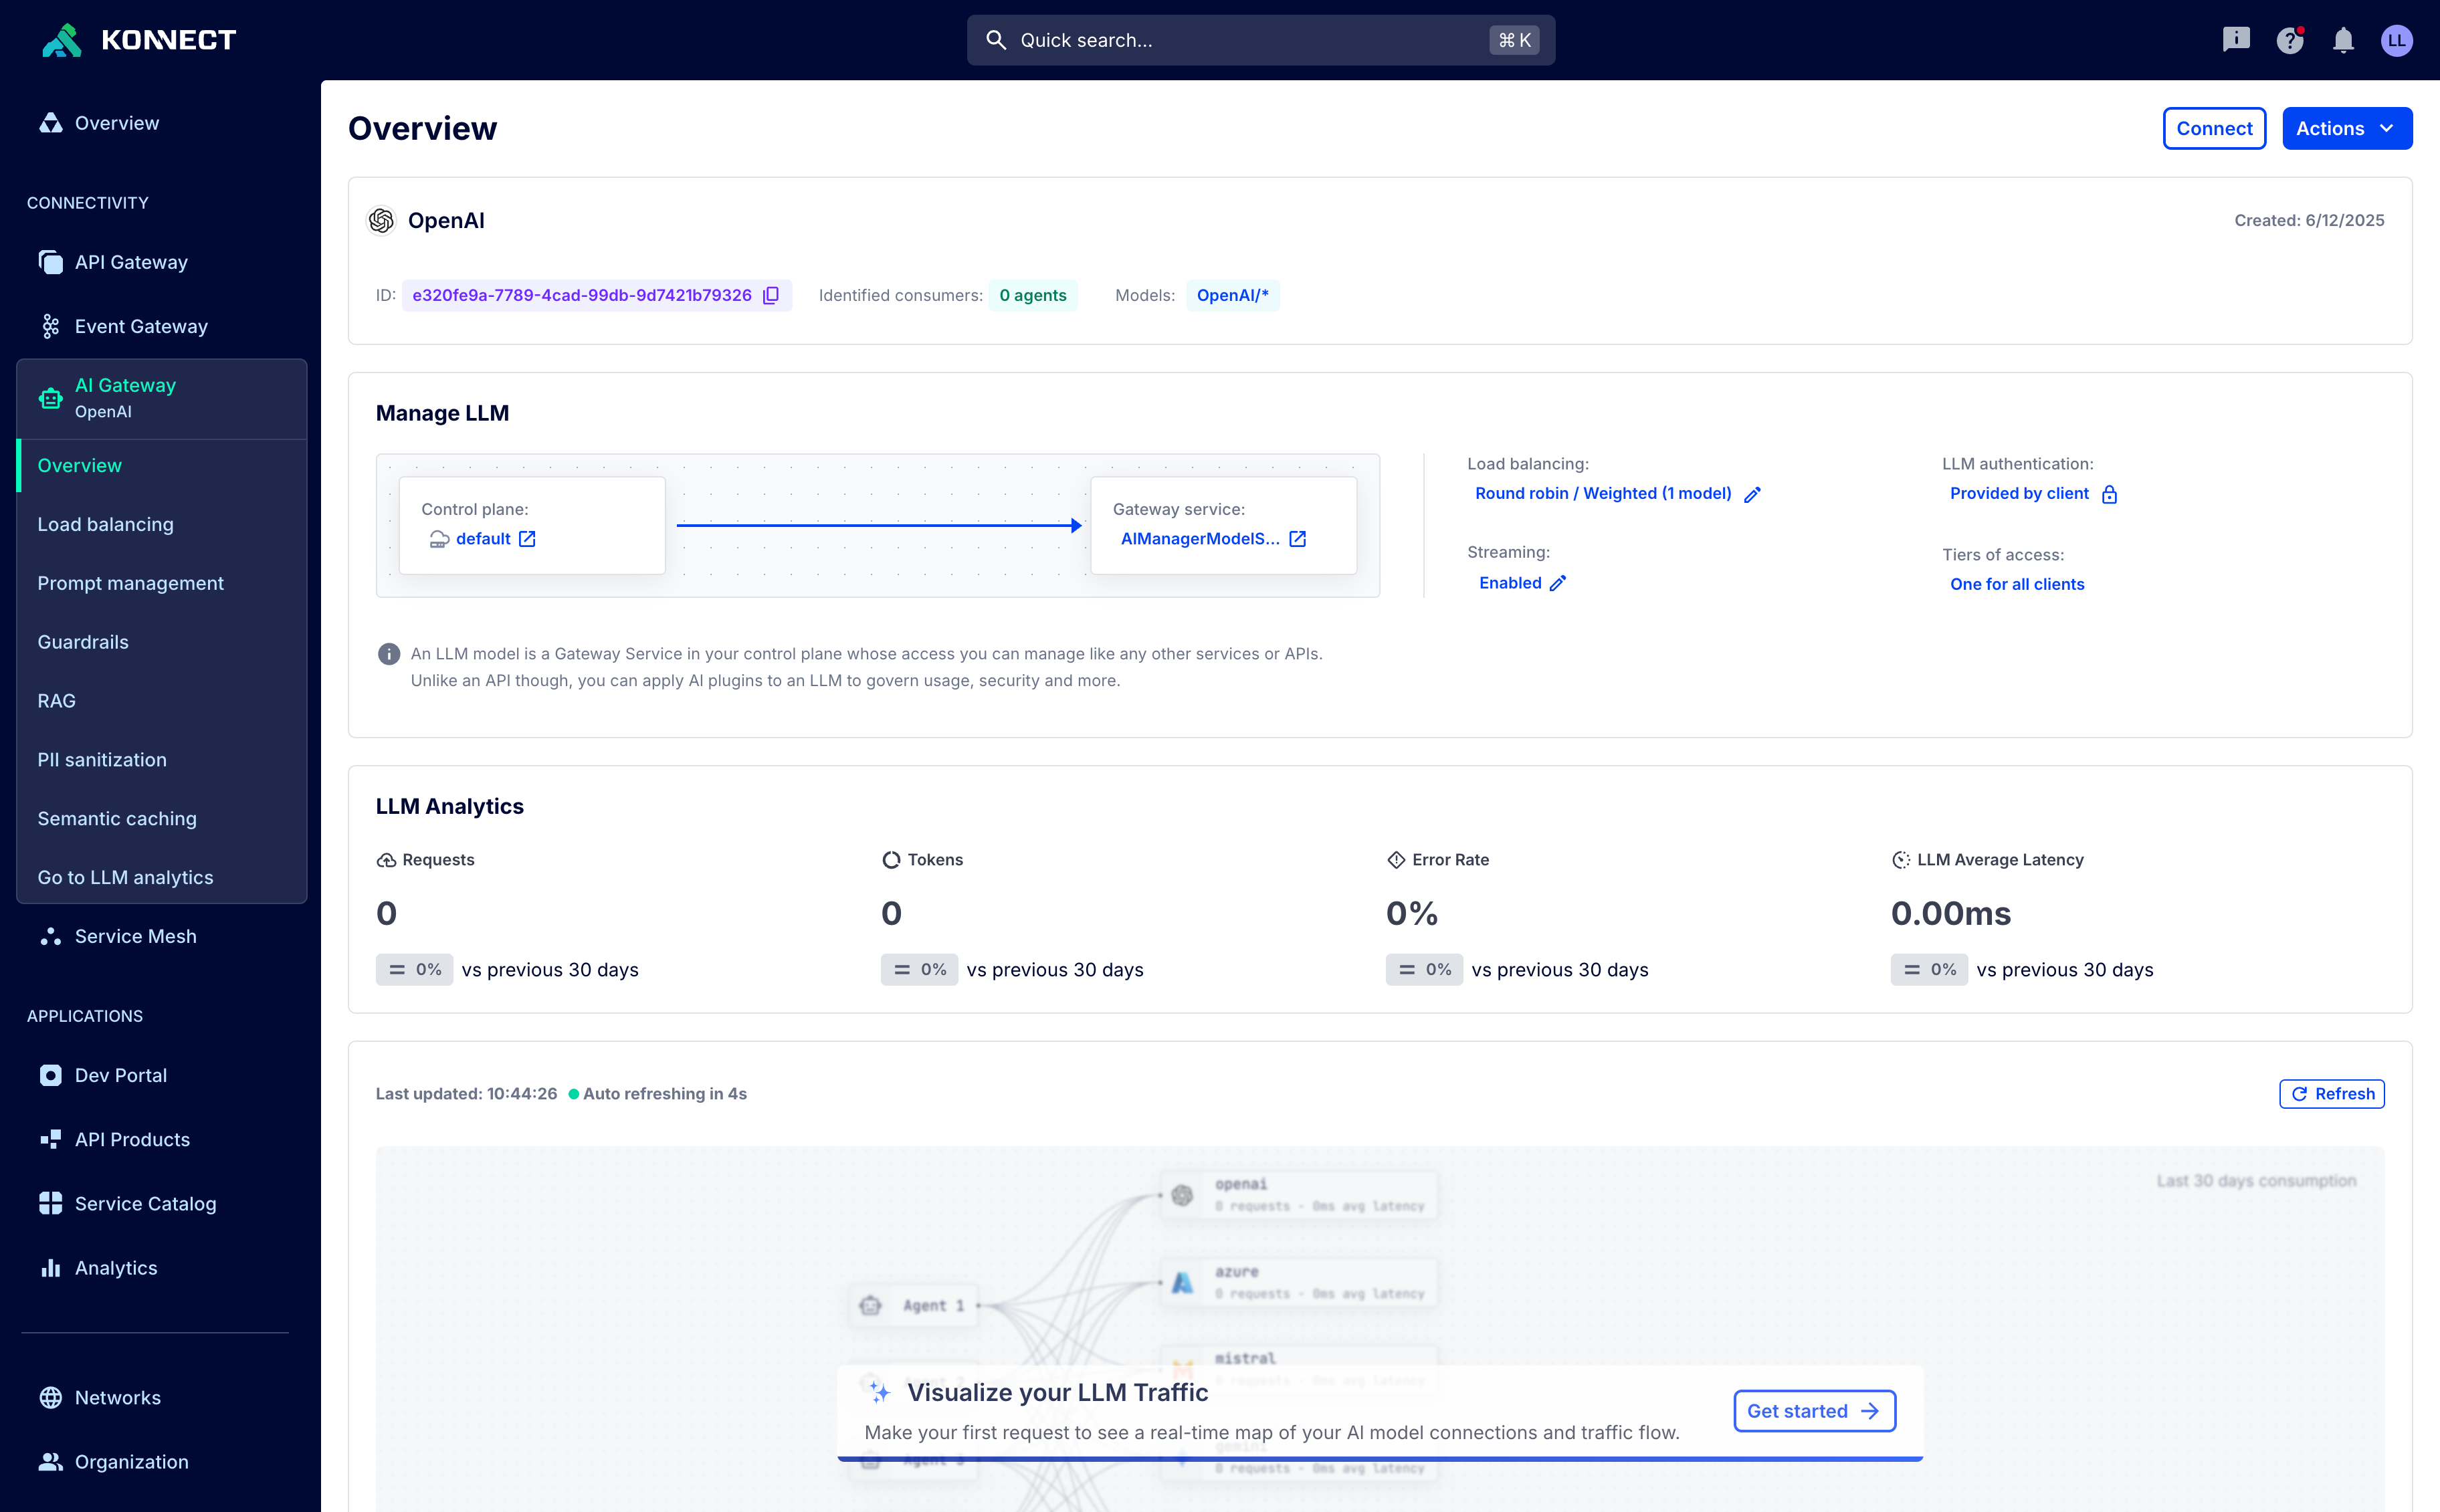 KONNECT
Quick search...
⌘ K
LL
Overview
CONNECTIVITY
API Gateway
Event Gateway
AI Gateway
OpenAI
Overview
Load balancing
Prompt management
Guardrails
RAG
PII sanitization
Semantic caching
Go to LLM analytics
Service Mesh
APPLICATIONS
Dev Portal
API Products
Service Catalog
Analytics
Networks
Organization
Overview
Connect
Actions
OpenAI
Created: 6/12/2025
ID: e320fe9a-7789-4cad-99db-9d7421b79326
Identified consumers: 0 agents
Models: OpenAI/*
Manage LLM
Control plane:
default
Gateway service:
AIManagerModelS...
Load balancing:
Round robin / Weighted (1 model)
Streaming:
Enabled
LLM authentication:
Provided by client
Tiers of access:
One for all clients
An LLM model is a Gateway Service in your control plane whose access you can manage like any other services or APIs.
Unlike an API though, you can apply AI plugins to an LLM to govern usage, security and more.
LLM Analytics
Requests
0
0% vs previous 30 days
Tokens
0
0% vs previous 30 days
Error Rate
0%
0% vs previous 30 days
LLM Average Latency
0.00ms
0% vs previous 30 days
Last updated: 10:44:26
Auto refreshing in 4s
Refresh
Last 30 days consumption
openai
0 requests - 0ms avg latency
azure
0 requests - 0ms avg latency
Agent 1
mistral
Visualize your LLM Traffic
Make your first request to see a real-time map of your AI model connections and traffic flow.
Get started
Agent 3
0 requests - 0ms avg latency